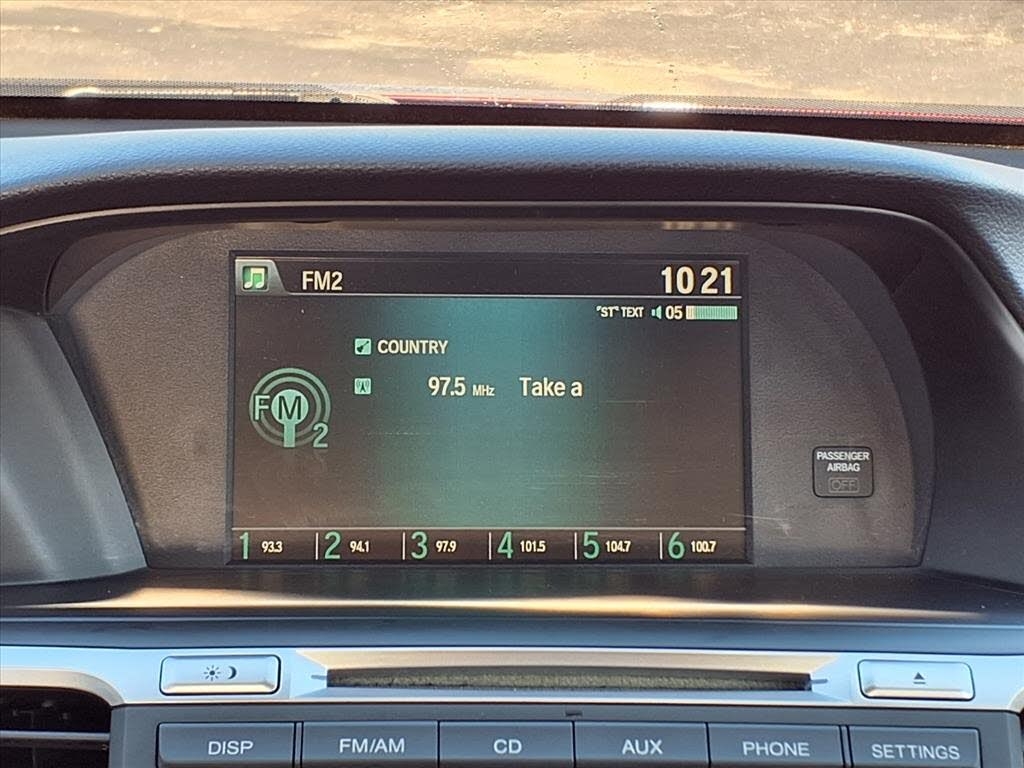 FM2 10 21
"ST" TEXT 05
COUNTRY
97.5 MHz Take a
FM2
PASSENGER
AIRBAG
OFF
1 93.3 2 94.1 3 97.9 4 101.5 5 104.7 6 100.7
DISP FM/AM CD AUX PHONE SETTINGS